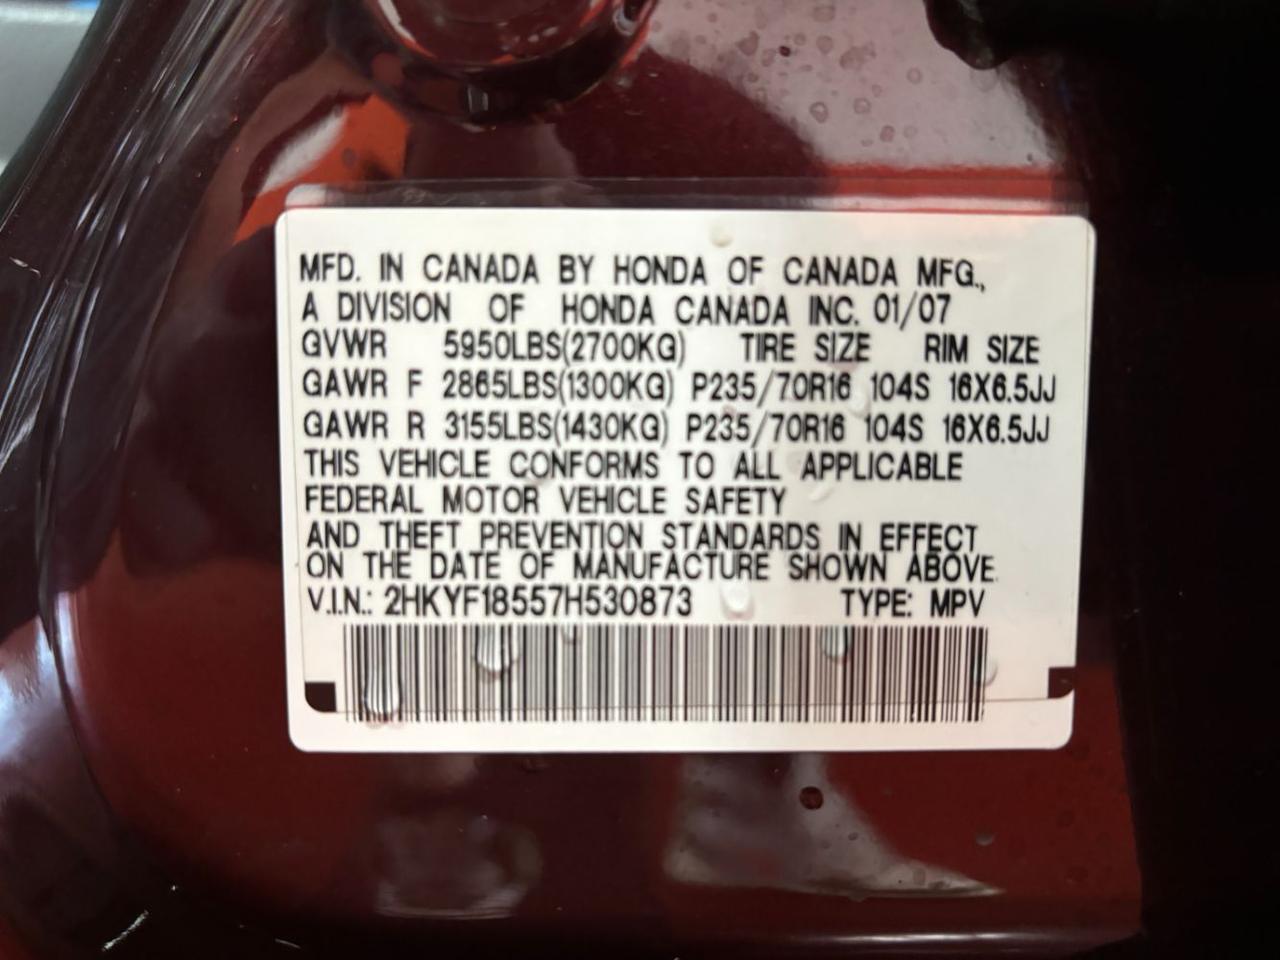 MFD. IN CANADA BY HONDA OF CANADA MFG.,
A DIVISION OF HONDA CANADA INC. 01/07
GVWR 5950LBS(2700KG) TIRE SIZE RIM SIZE
GAWR F 2865LBS(1300KG) P235/70R16 104S 16X6.5JJ
GAWR R 3155LBS(1430KG) P235/70R16 104S 16X6.5JJ
THIS VEHICLE CONFORMS TO ALL APPLICABLE
FEDERAL MOTOR VEHICLE SAFETY
AND THEFT PREVENTION STANDARDS IN EFFECT
ON THE DATE OF MANUFACTURE SHOWN ABOVE.
V.I.N.: 2HKYF18557H530873 TYPE: MPV